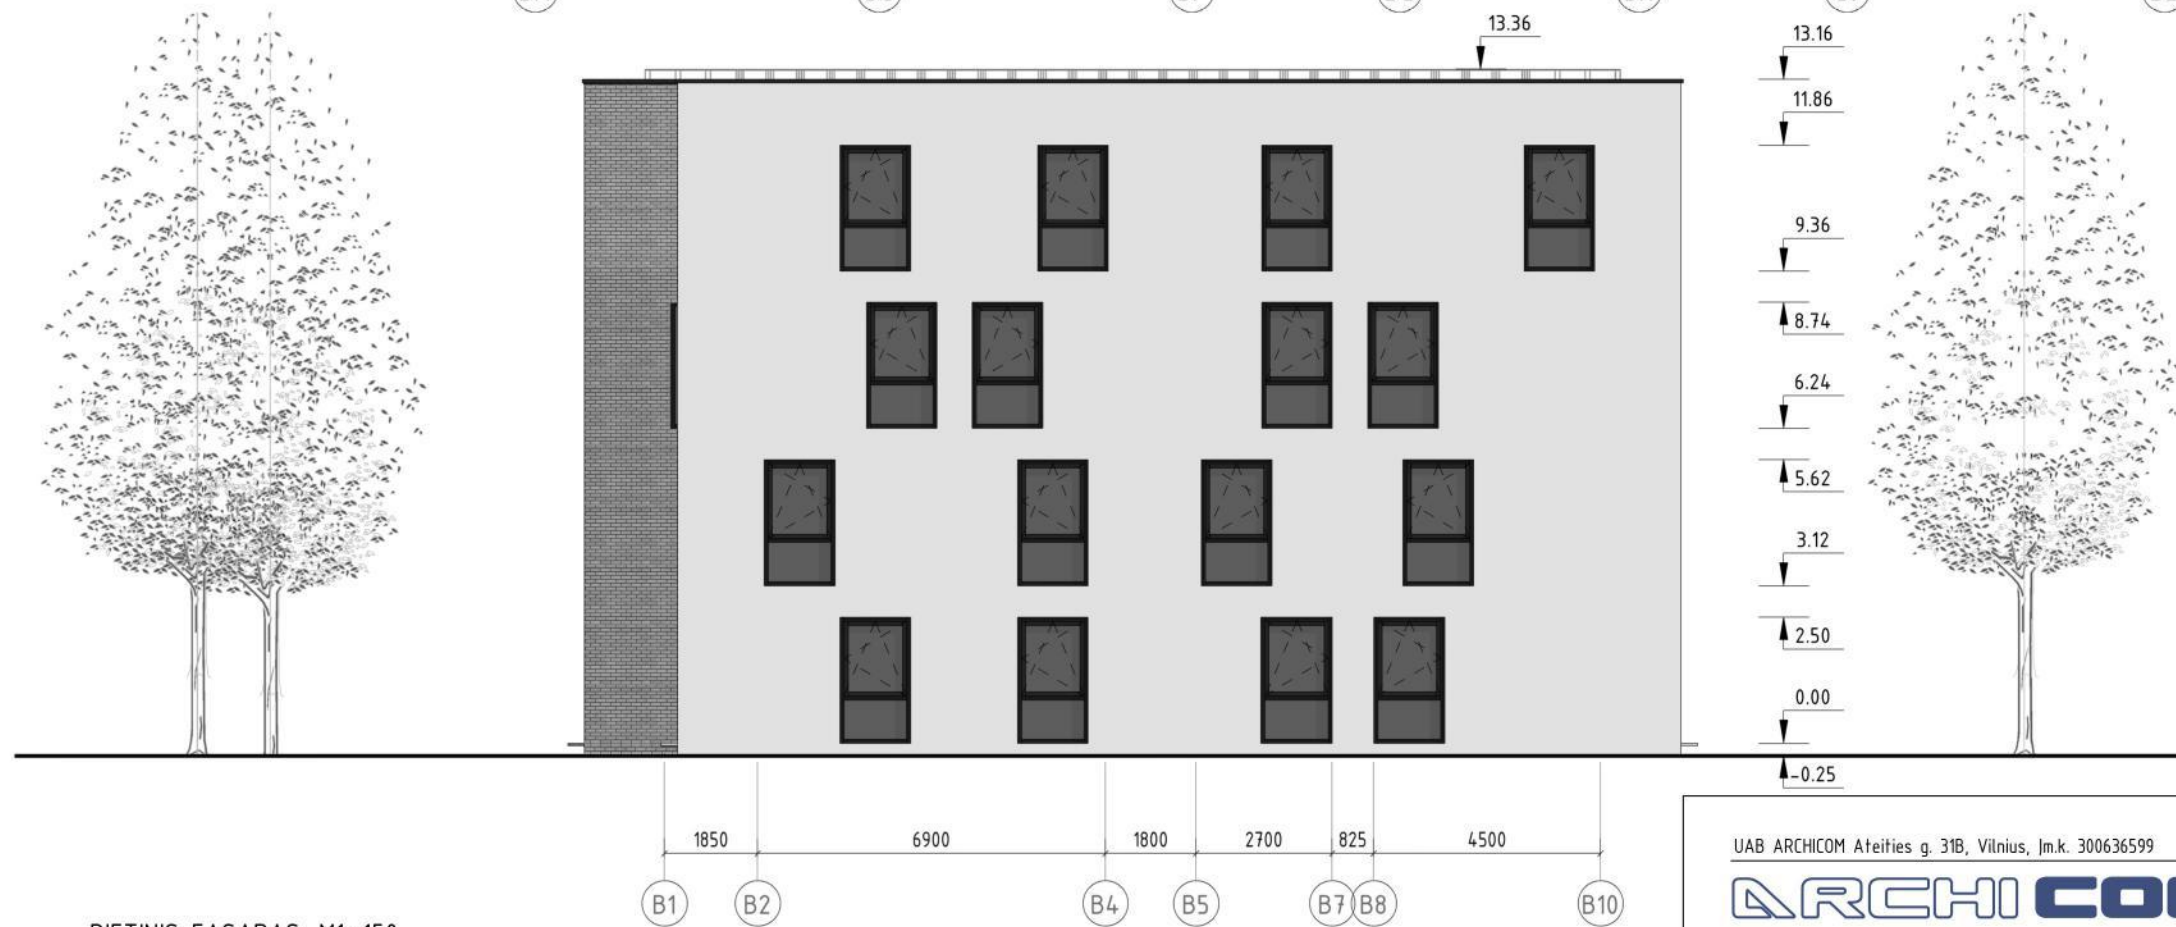 13.36
13.16
11.86
9.36
8.74
6.24
5.62
3.12
2.50
0.00
-0.25
1850 6900 1800 2700 825 4500
UAB ARCHICOM Ateities g. 31B, Vilnius, Įm.k. 300636599
B1 B2 B4 B5 B7 B8 B10
ARCHI